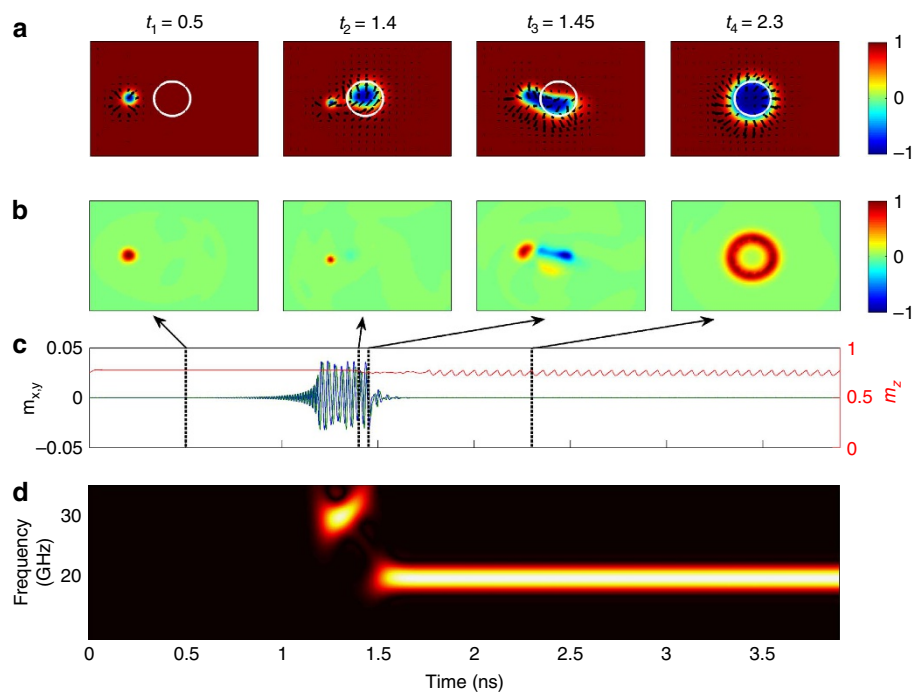 a
t1 = 0.5
t2 = 1.4
t3 = 1.45
t4 = 2.3
1
0
−1
b
1
0
−1
c
0.05
0
−0.05
mx,y
1
0.5
0
mz
d
30
20
Frequency
(GHz)
0 0.5 1 1.5 2 2.5 3 3.5
Time (ns)